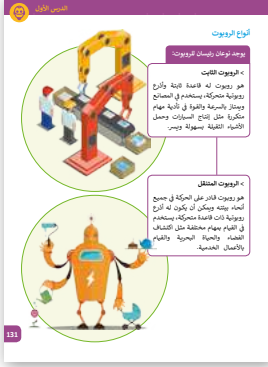 الدرس الأول
أنواع الروبوت
يوجد نوعان رئيسان للروبوت:
> الروبوت الثابت
هو روبوت له قاعدة ثابتة وأذرع
روبوتية متحركة، يستخدم في المصانع
ويمتاز بالسرعة والقوة في تأدية مهام
متكررة مثل إنتاج السيارات وحمل
الأشياء الثقيلة بسهولة ويسر.
> الروبوت المتنقل
هو روبوت قادر على الحركة في جميع
أنحاء بيئته ويمكن أن يكون له أذرع
روبوتية ذات قاعدة متحركة، يستخدم
في القيام بمهام مختلفة مثل اكتشاف
الفضاء والحياة البحرية والقيام
بالأعمال الخدمية.
131